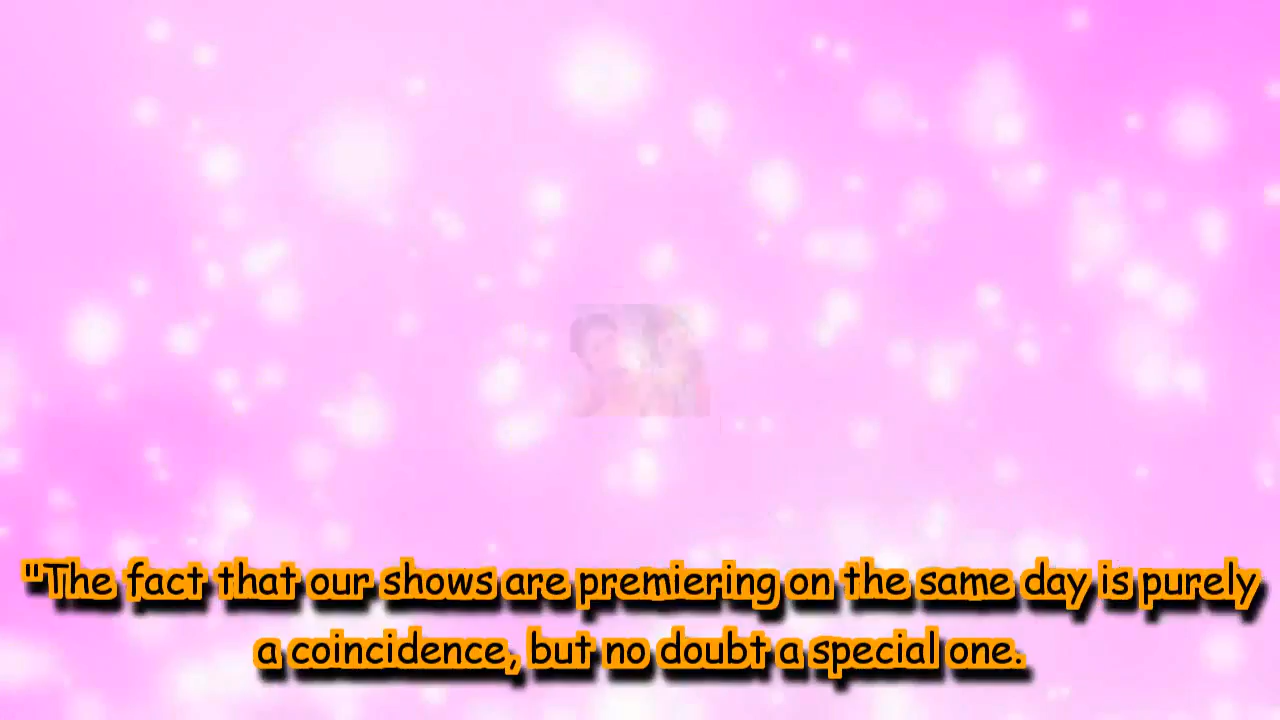 "The fact that our shows are premiering on the same day is purely
a coincidence, but no doubt a special one.